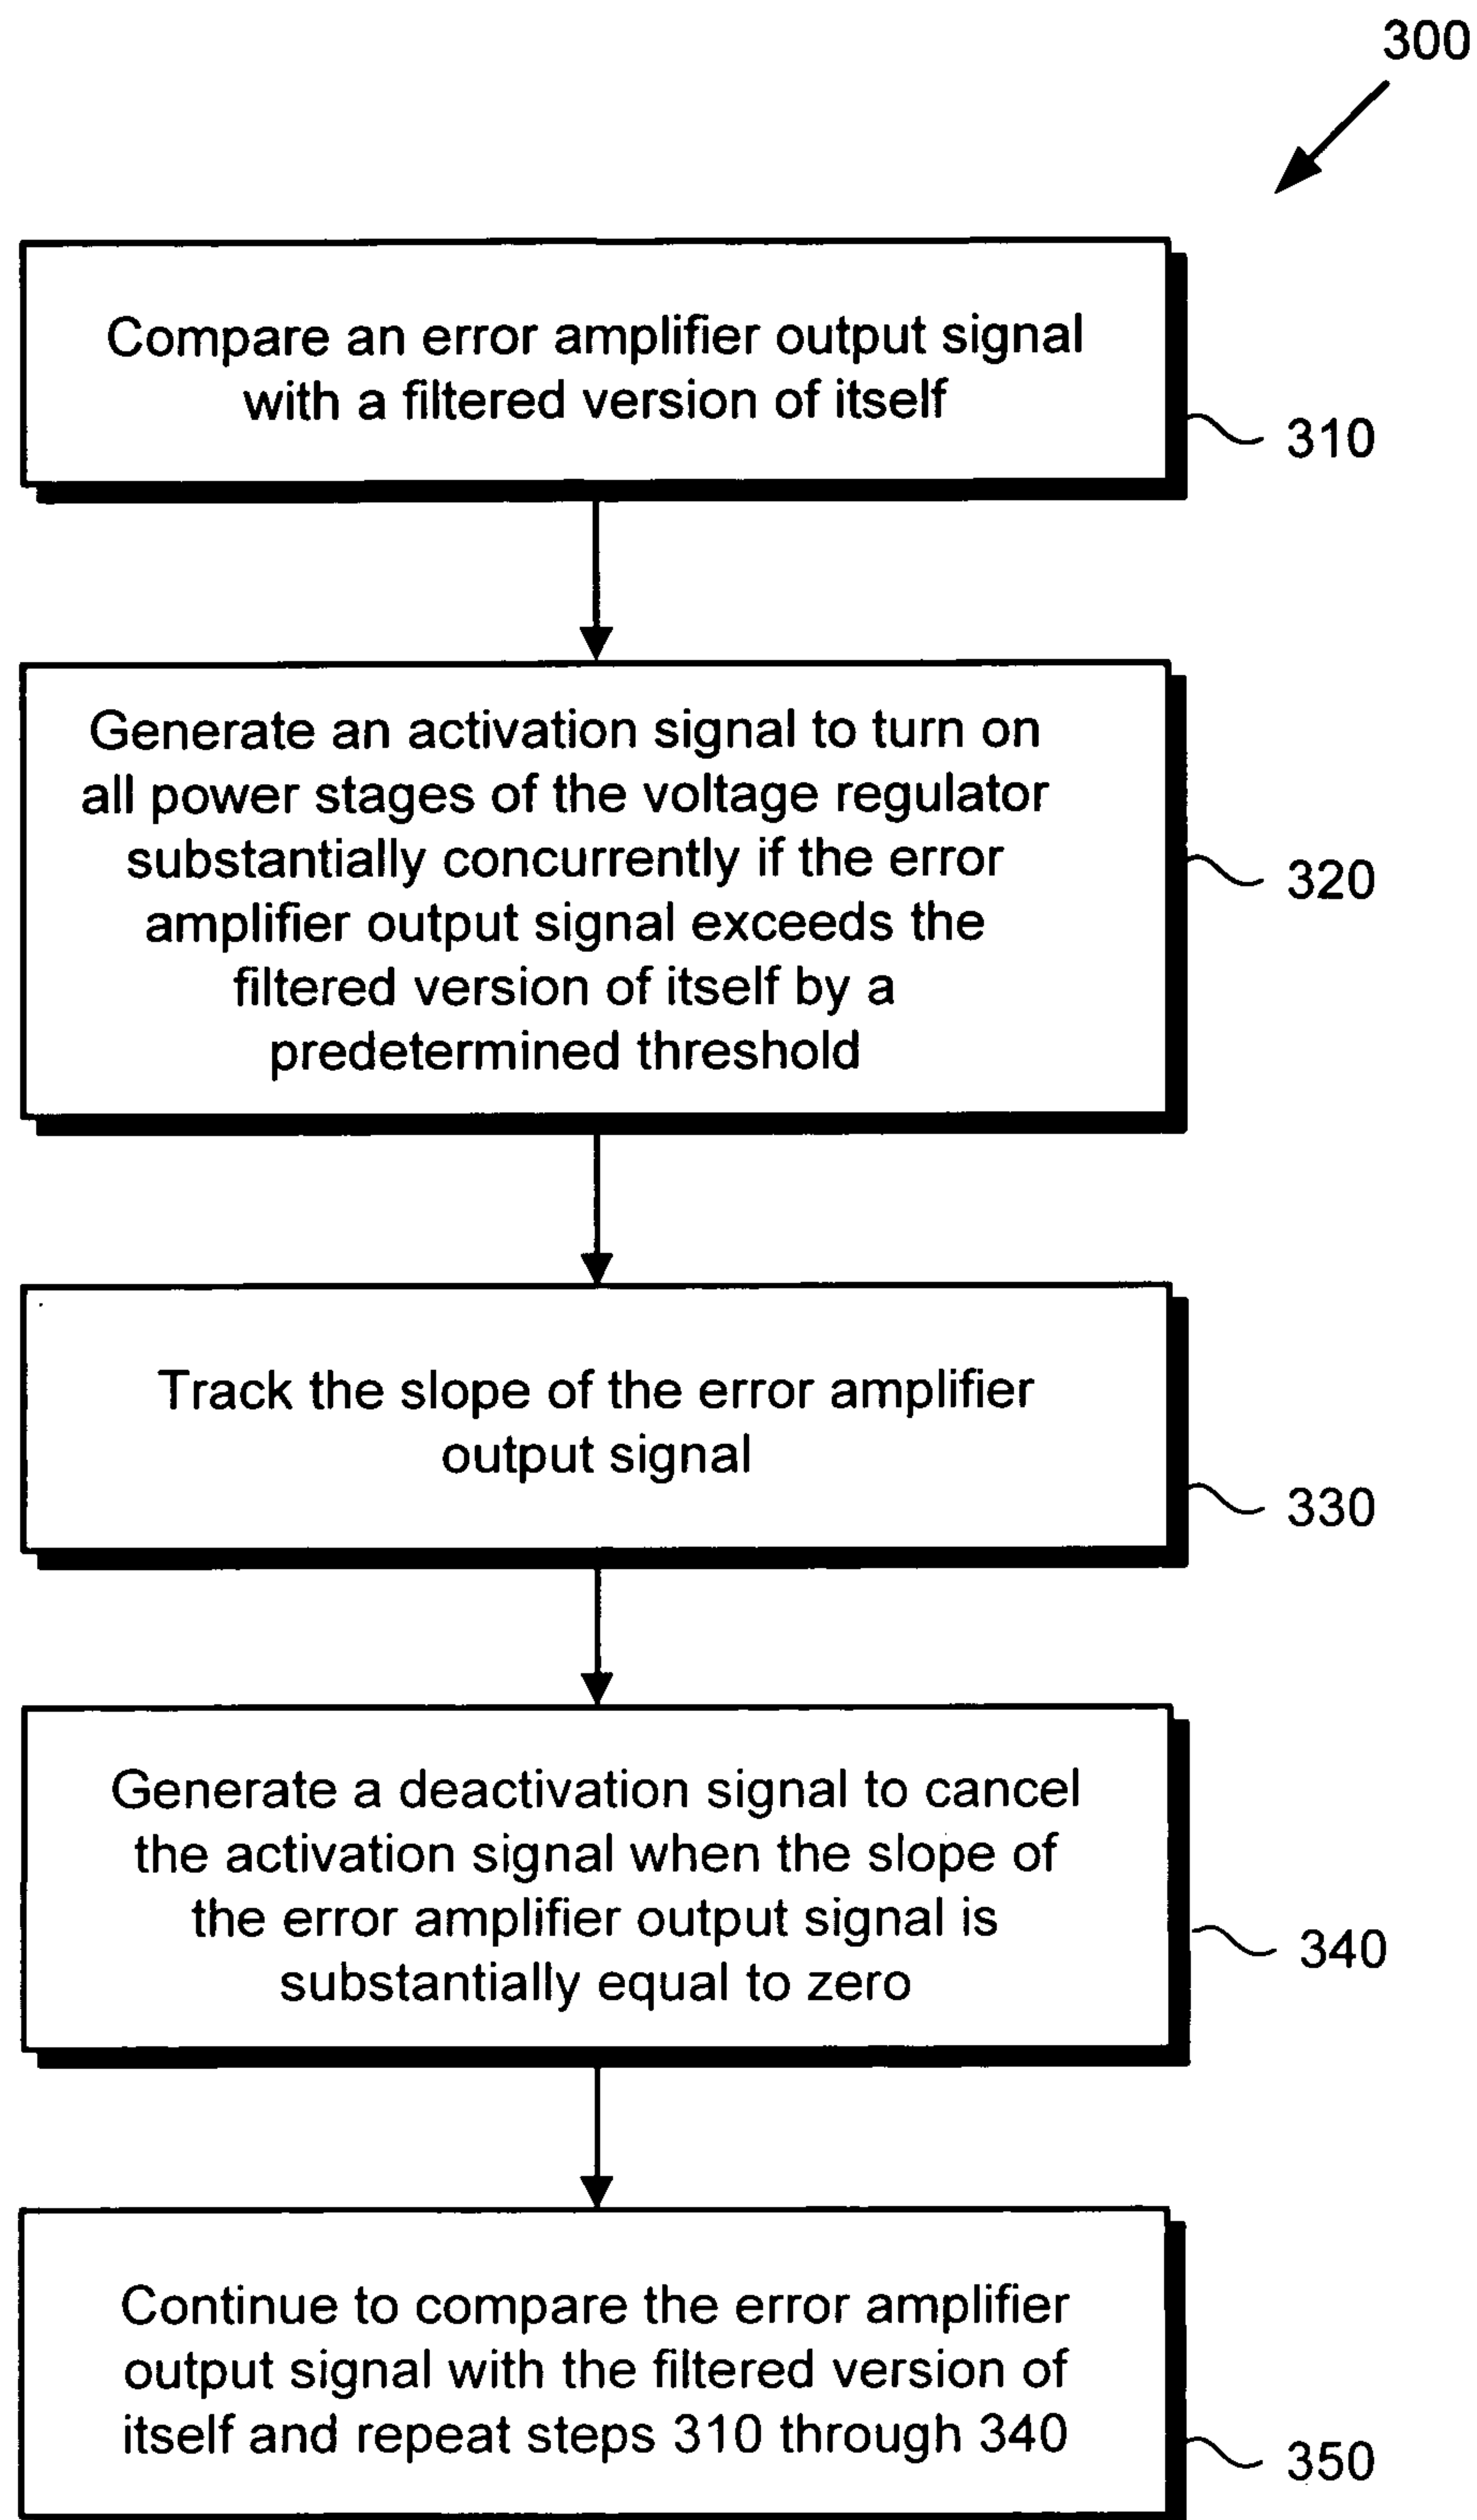 300
Compare an error amplifier output signal
with a filtered version of itself
310
Generate an activation signal to turn on
all power stages of the voltage regulator
substantially concurrently if the error
amplifier output signal exceeds the
filtered version of itself by a
predetermined threshold
320
Track the slope of the error amplifier
output signal
330
Generate a deactivation signal to cancel
the activation signal when the slope of
the error amplifier output signal is
substantially equal to zero
340
Continue to compare the error amplifier
output signal with the filtered version of
itself and repeat steps 310 through 340
350